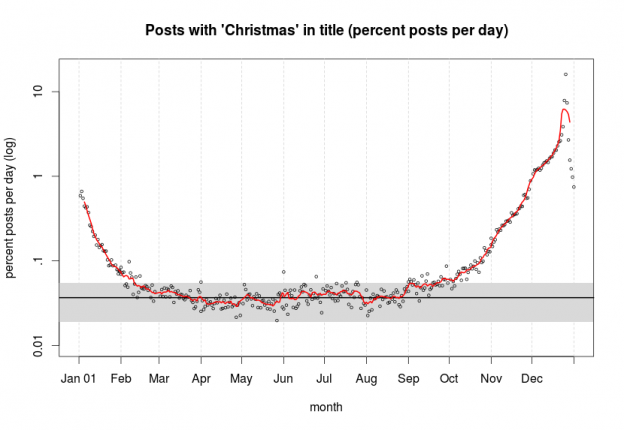 Posts with 'Christmas' in title (percent posts per day)
percent posts per day (log)
10
1
.1
0.01
Jan 01 Feb Mar Apr May Jun Jul Aug Sep Oct Nov Dec
month